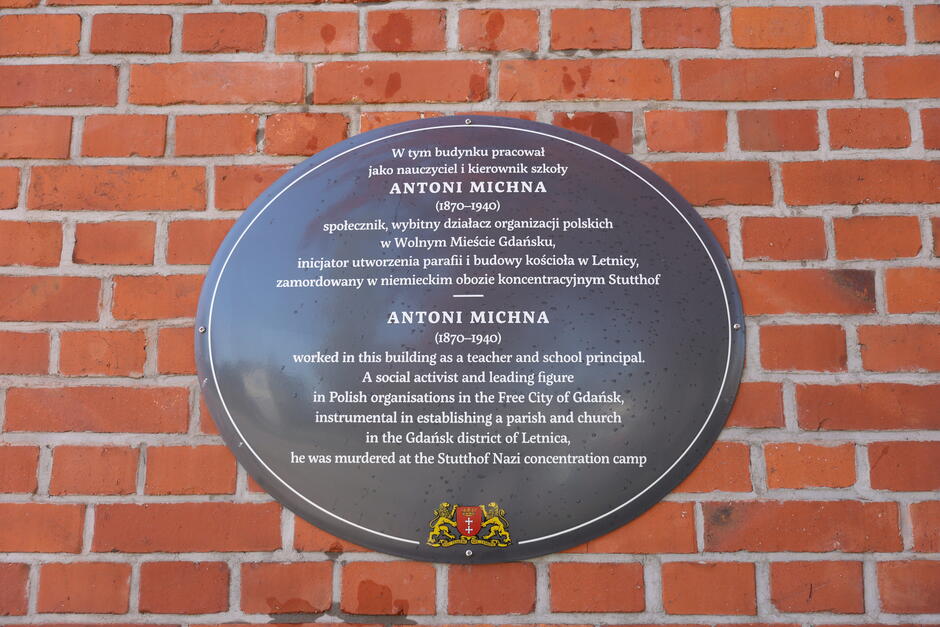 W tym budynku pracował
jako nauczyciel i kierownik szkoły
ANTONI MICHNA
(1870–1940)
społecznik, wybitny działacz organizacji polskich
w Wolnym Mieście Gdańsku,
inicjator utworzenia parafii i budowy kościoła w Letnicy,
zamordowany w niemieckim obozie koncentracyjnym Stutthof
ANTONI MICHNA
(1870–1940)
worked in this building as a teacher and school principal.
A social activist and leading figure
in Polish organisations in the Free City of Gdańsk,
instrumental in establishing a parish and church
in the Gdańsk district of Letnica,
he was murdered at the Stutthof Nazi concentration camp